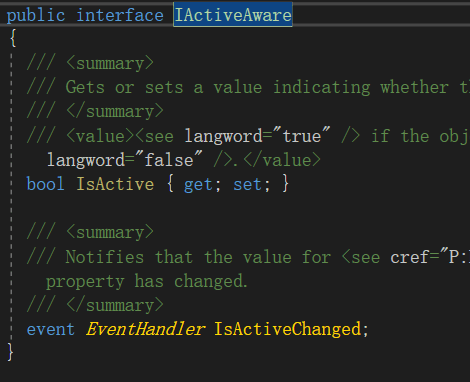 public interface IActiveAware
{
/// <summary>
/// Gets or sets a value indicating whether
/// </summary>
/// <value><see langword="true" /> if the
langword="false" />.</value>
bool IsActive { get; set; }
/// <summary>
/// Notifies that the value for <see cref="P:
property has changed.
/// </summary>
event EventHandler IsActiveChanged;
}